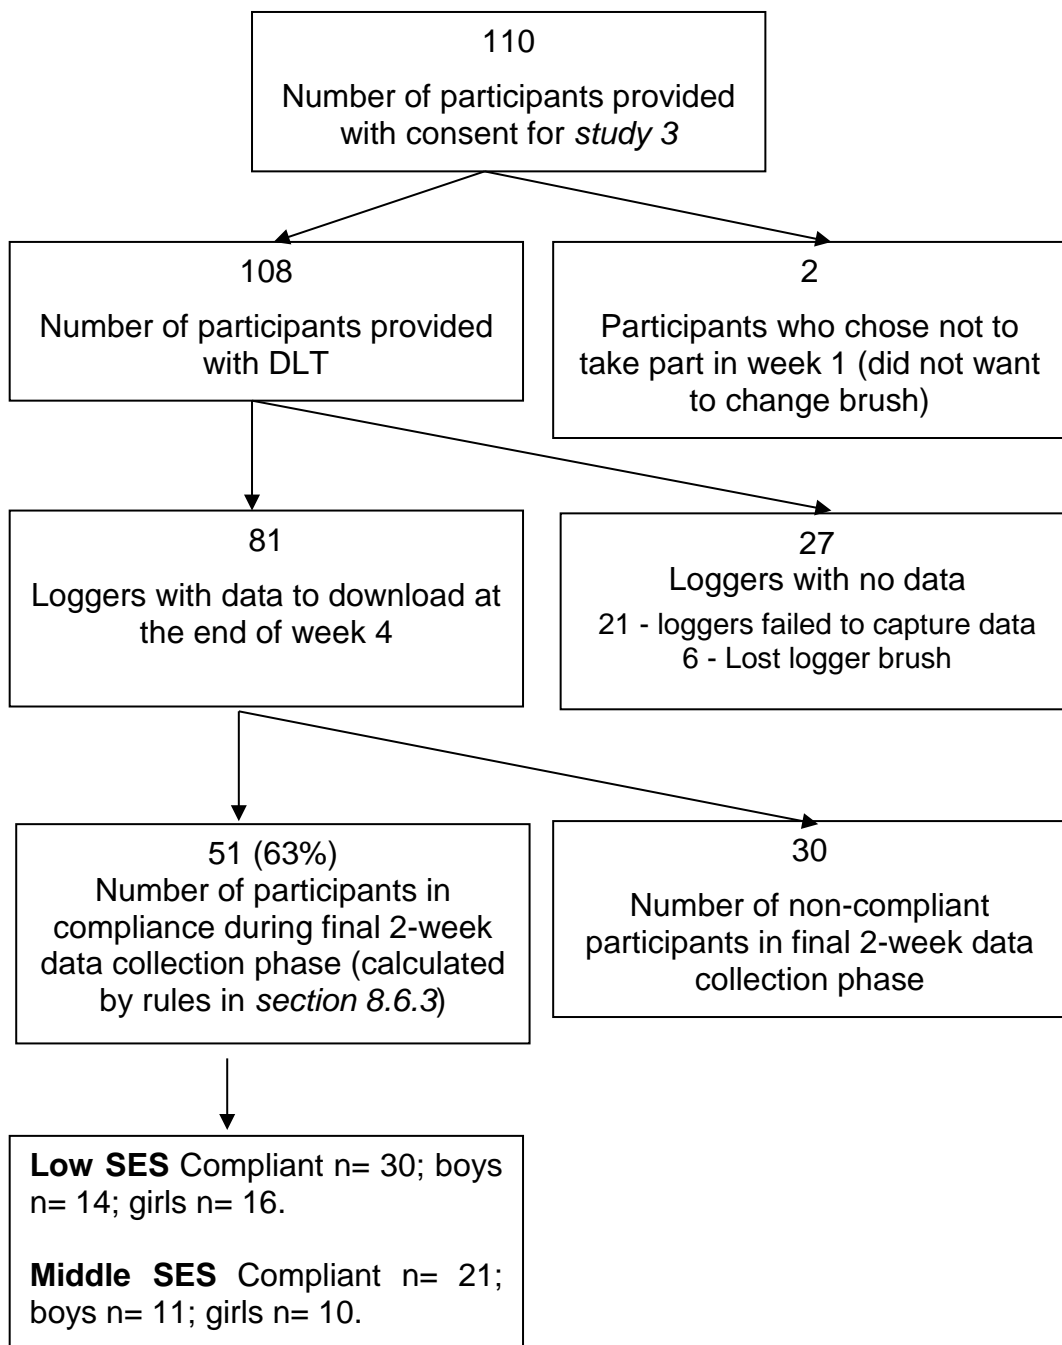 110
Number of participants provided
with consent for study 3
108
Number of participants provided
with DLT
2
Participants who chose not to
take part in week 1 (did not want
to change brush)
81
Loggers with data to download at
the end of week 4
27
Loggers with no data
21 - loggers failed to capture data
6 - Lost logger brush
51 (63%)
Number of participants in
compliance during final 2-week
data collection phase (calculated
by rules in section 8.6.3)
30
Number of non-compliant
participants in final 2-week data
collection phase
Low SES Compliant n= 30; boys
n= 14; girls n= 16.
Middle SES Compliant n= 21;
boys n= 11; girls n= 10.